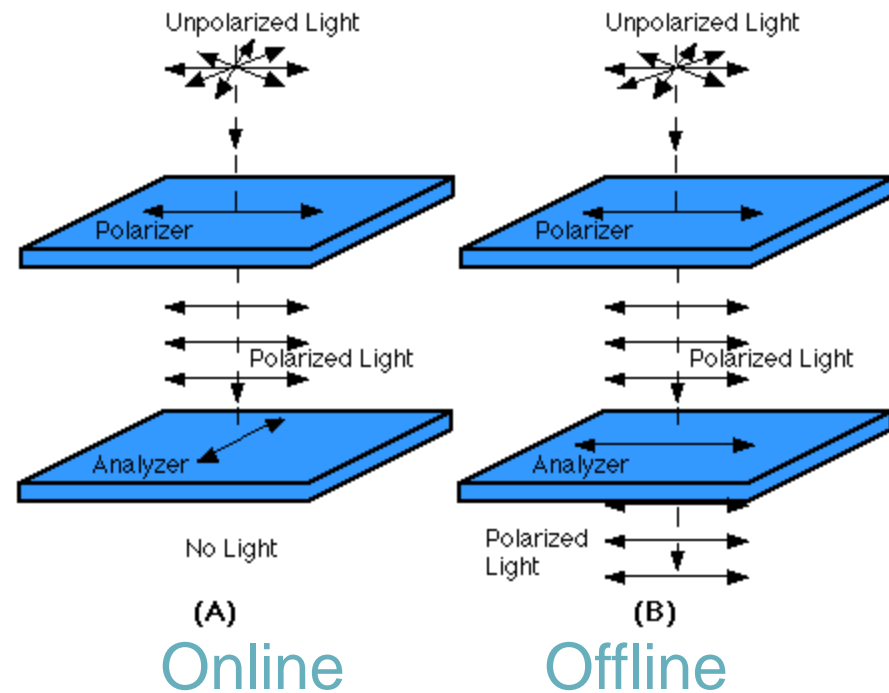 Unpolarized Light
Polarizer
Polarized Light
Analyzer
No Light
(A)
Online
Unpolarized Light
Polarizer
Polarized Light
Analyzer
Polarized
Light
(B)
Offline